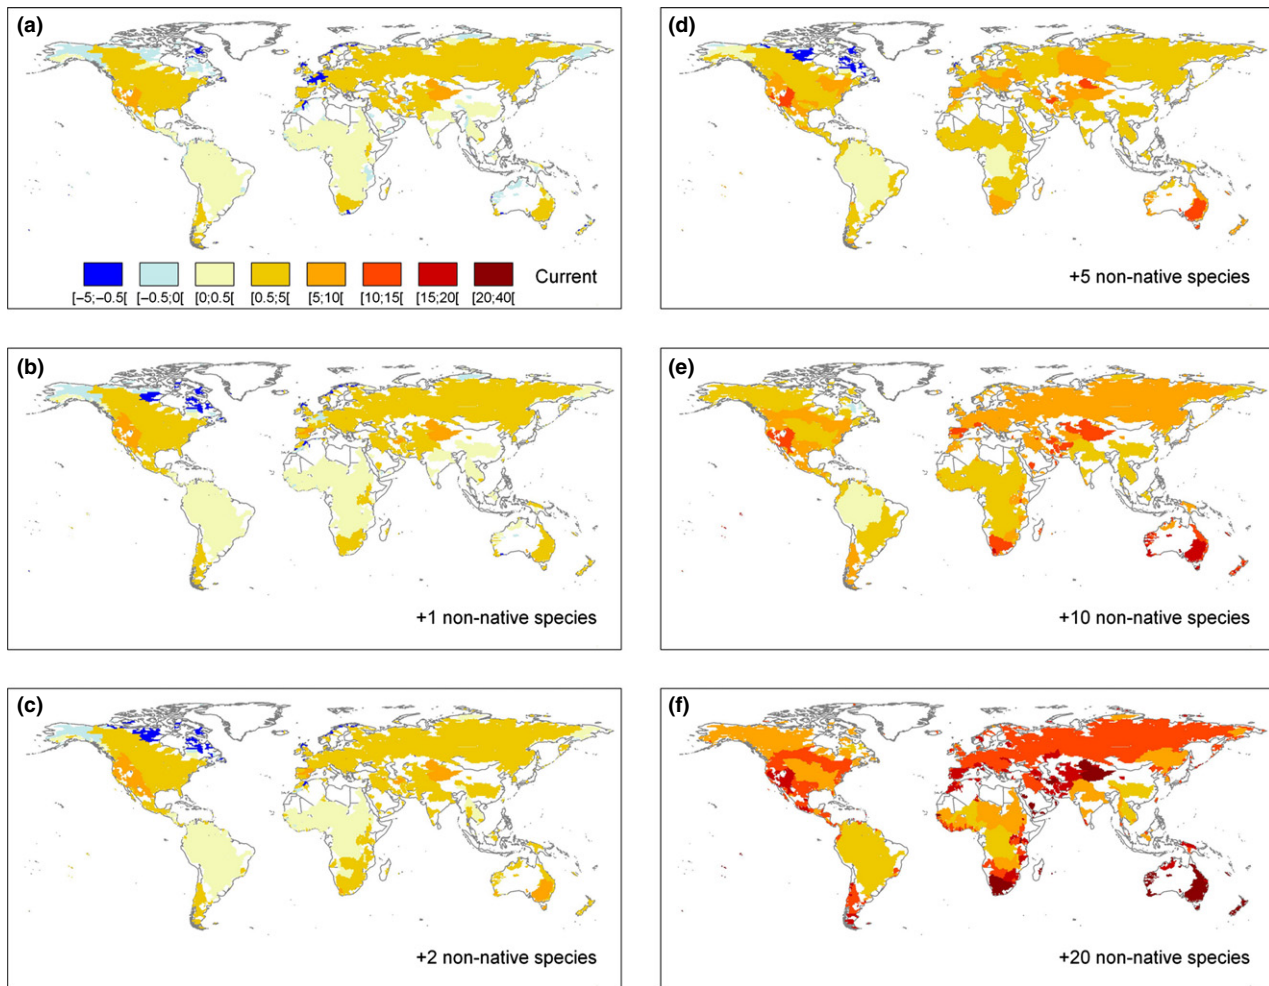 (a)
[−5;−0.5[ [−0.5;0[ [0;0.5[ [0.5;5[ [5;10[ [10;15[ [15;20[ [20;40[ Current
(b)
+1 non-native species
(c)
+2 non-native species
(d)
+5 non-native species
(e)
+10 non-native species
(f)
+20 non-native species